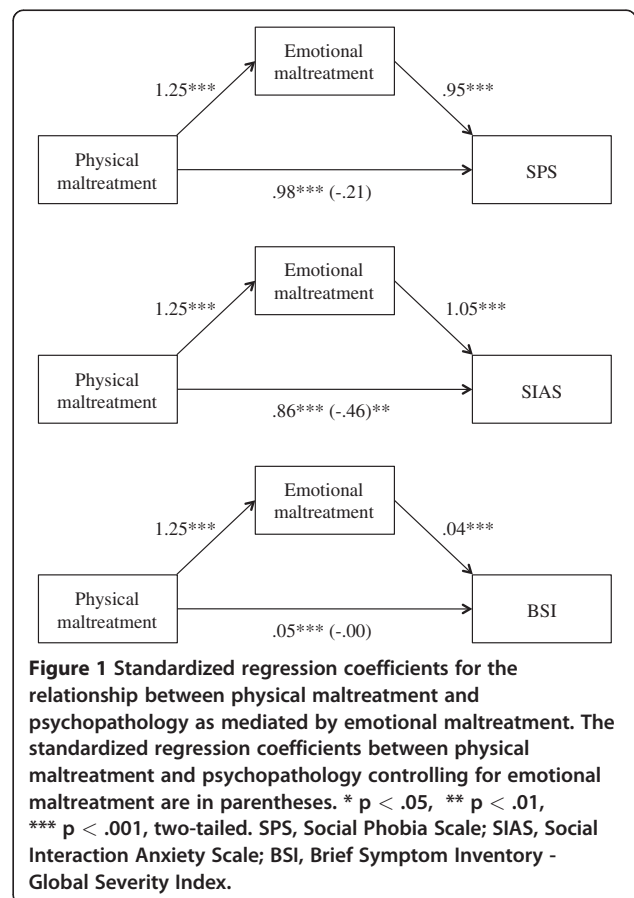 Emotional
maltreatment
1.25***
.95***
Physical
maltreatment
SPS
.98*** (-.21)
Emotional
maltreatment
1.25***
1.05***
Physical
maltreatment
SIAS
.86*** (-.46)**
Emotional
maltreatment
1.25***
.04***
Physical
maltreatment
BSI
.05*** (-.00)
Figure 1 Standardized regression coefficients for the
relationship between physical maltreatment and
psychopathology as mediated by emotional maltreatment. The
standardized regression coefficients between physical
maltreatment and psychopathology controlling for emotional
maltreatment are in parentheses. * p < .05, ** p < .01,
*** p < .001, two-tailed. SPS, Social Phobia Scale; SIAS, Social
Interaction Anxiety Scale; BSI, Brief Symptom Inventory -
Global Severity Index.